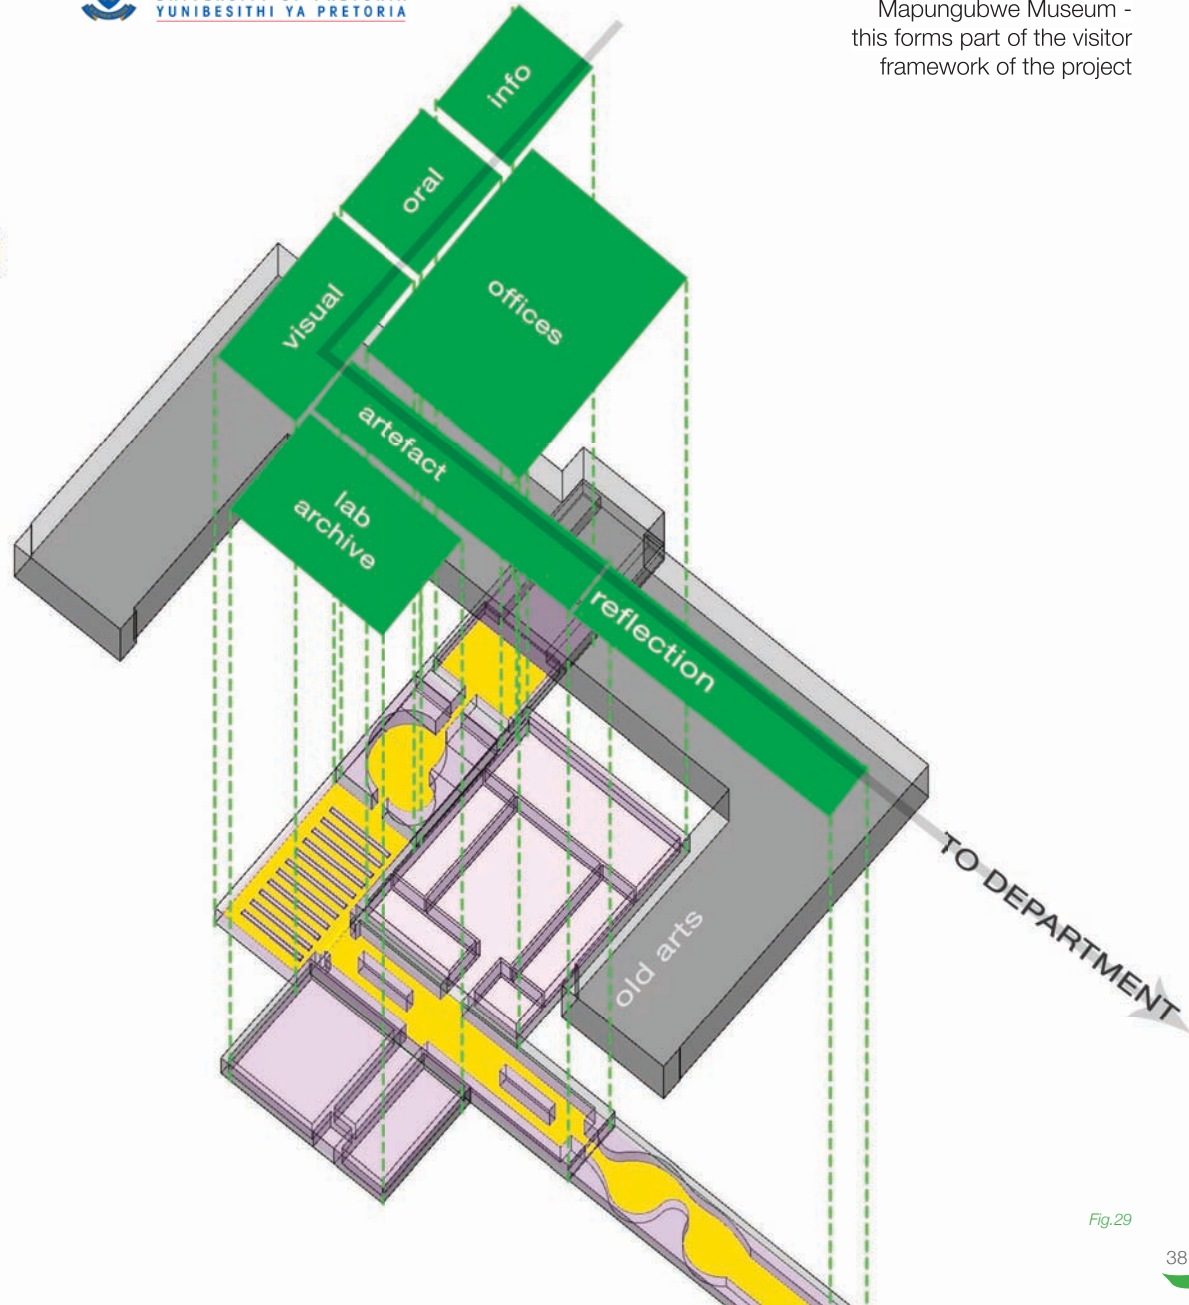 YUNIBESITHI YA PRETORIA
Mapungubwe Museum -
this forms part of the visitor
framework of the project
info
oral
visual
offices
artefact
lab
archive
reflection
old arts
TO DEPARTMENT
Fig.29
38